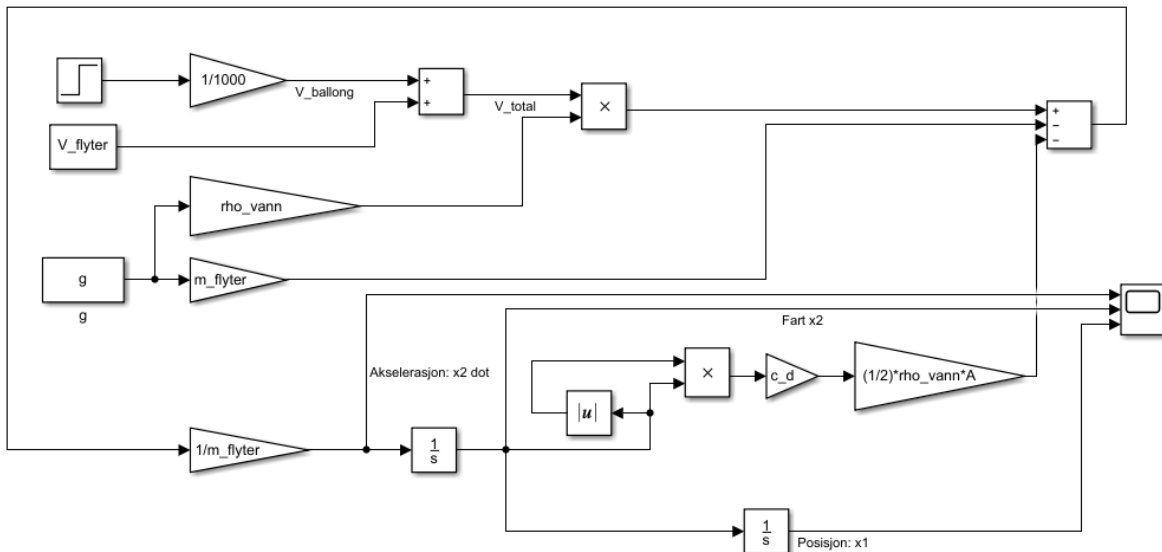 1/1000
V_ballong
+
+
V_total
×
+
−
−
V_flyter
rho_vann
g
g
m_flyter
Fart x2
Akselerasjon: x2 dot
×
c_d
(1/2)*rho_vann*A
|u|
1/m_flyter
1
s
1
s
Posisjon: x1